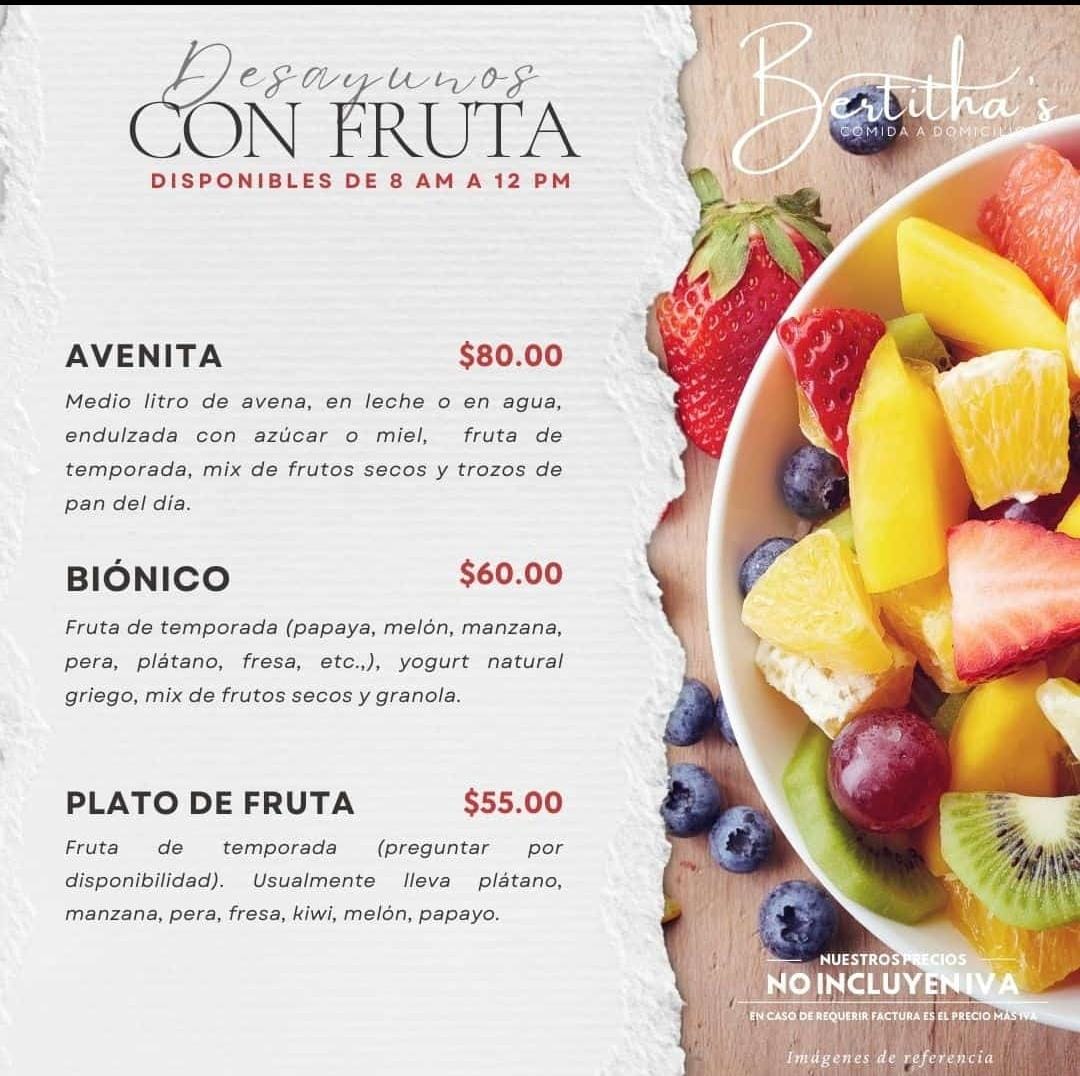 Desayunos
CON FRUTA
DISPONIBLES DE 8 AM A 12 PM
Bertitha's
COMIDA A DOMICILIO
AVENITA $80.00
Medio litro de avena, en leche o en agua,
endulzada con azúcar o miel, fruta de
temporada, mix de frutos secos y trozos de
pan del día.
BIÓNICO $60.00
Fruta de temporada (papaya, melón, manzana,
pera, plátano, fresa, etc.,), yogurt natural
griego, mix de frutos secos y granola.
PLATO DE FRUTA $55.00
Fruta de temporada (preguntar por
disponibilidad). Usualmente lleva plátano,
manzana, pera, fresa, kiwi, melón, papayo.
NUESTROS PRECIOS
NO INCLUYEN IVA
EN CASO DE REQUERIR FACTURA ES EL PRECIO MÁS IVA
Imágenes de referencia